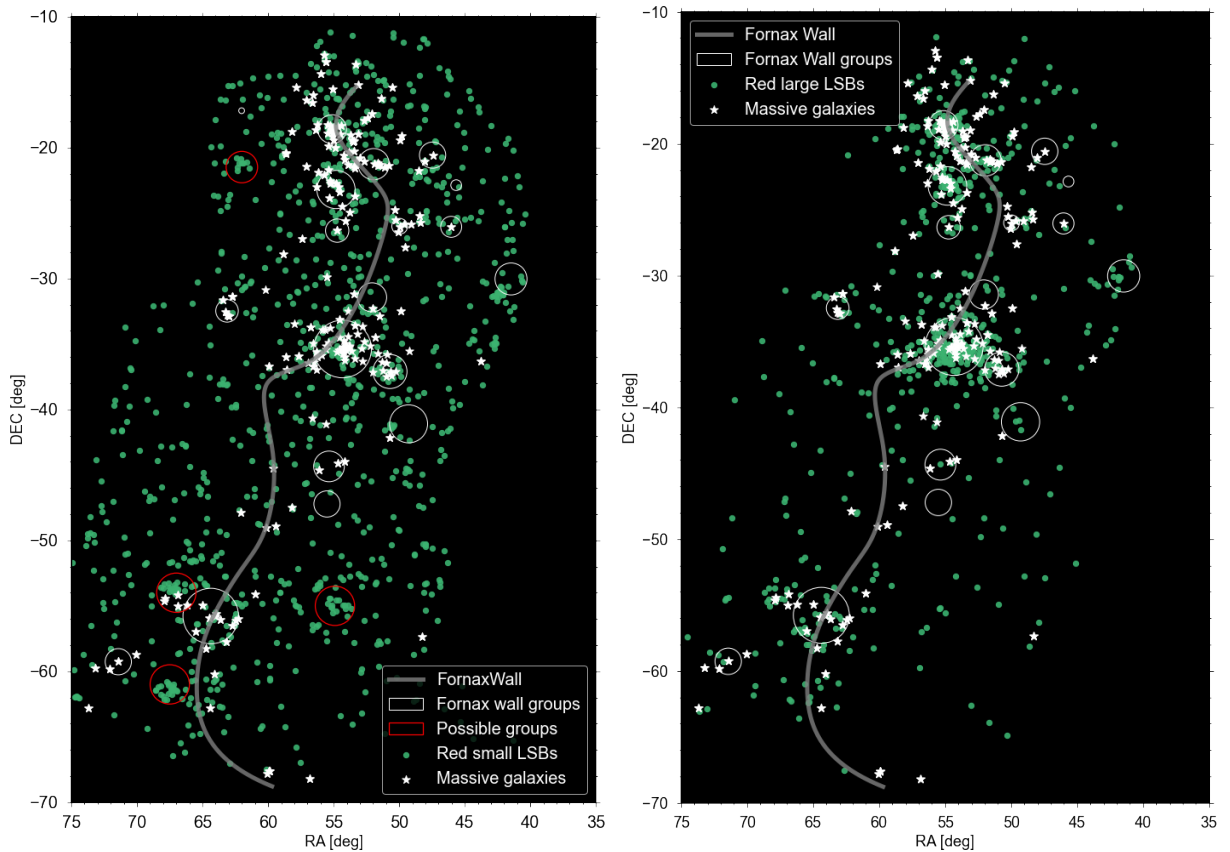 −10
−20
−30
−40
−50
−60
−70
DEC [deg]
75
70
65
60
55
50
45
40
35
RA [deg]
FornaxWall
Fornax wall groups
Possible groups
Red small LSBs
Massive galaxies
−10
−20
−30
−40
−50
−60
−70
DEC [deg]
75
70
65
60
55
50
45
40
35
RA [deg]
Fornax Wall
Fornax Wall groups
Red large LSBs
Massive galaxies